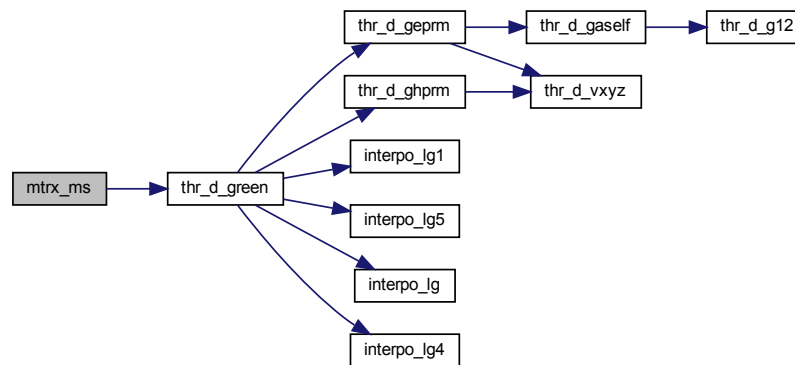 mtrx_ms
thr_d_green
thr_d_geprm
thr_d_ghprm
interpo_lg1
interpo_lg5
interpo_lg
interpo_lg4
thr_d_gaself
thr_d_vxyz
thr_d_g12